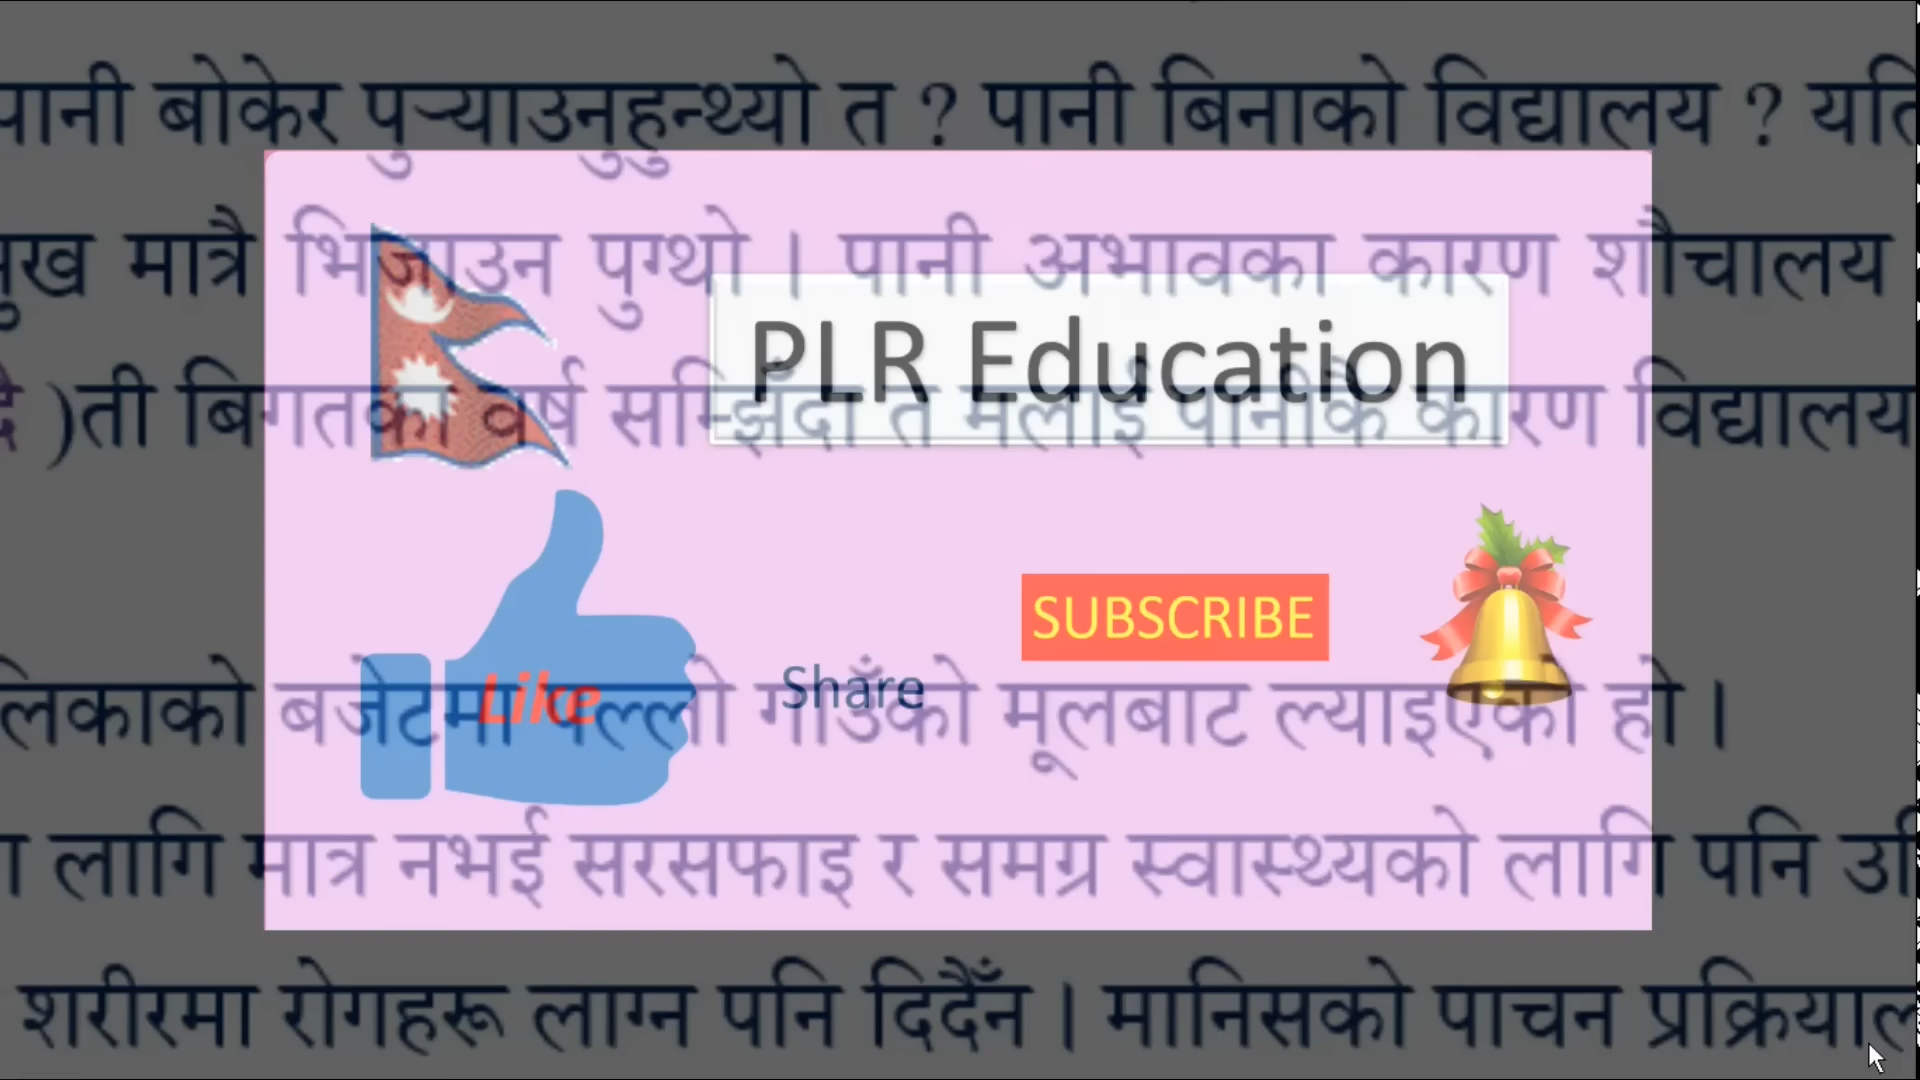 पानी बोकेर पुऱ्याउनुहुन्थ्यो त ? पानी बिनाको विद्यालय ? यति
मुख मात्रै भिजाउन पुग्थो । पानी अभावका कारण शौचालय
PLR Education
)ती बिगतका वर्ष सम्झिँदा त मलाई पानीकै कारण विद्यालय
SUBSCRIBE
Like
Share
लिकाको बजेटमा पल्लो गाउँको मूलबाट ल्याइएको हो ।
लागि मात्र नभई सरसफाइ र समग्र स्वास्थ्यको लागि पनि
शरीरमा रोगहरू लाग्न पनि दिदैँन । मानिसको पाचन प्रक्रियाल